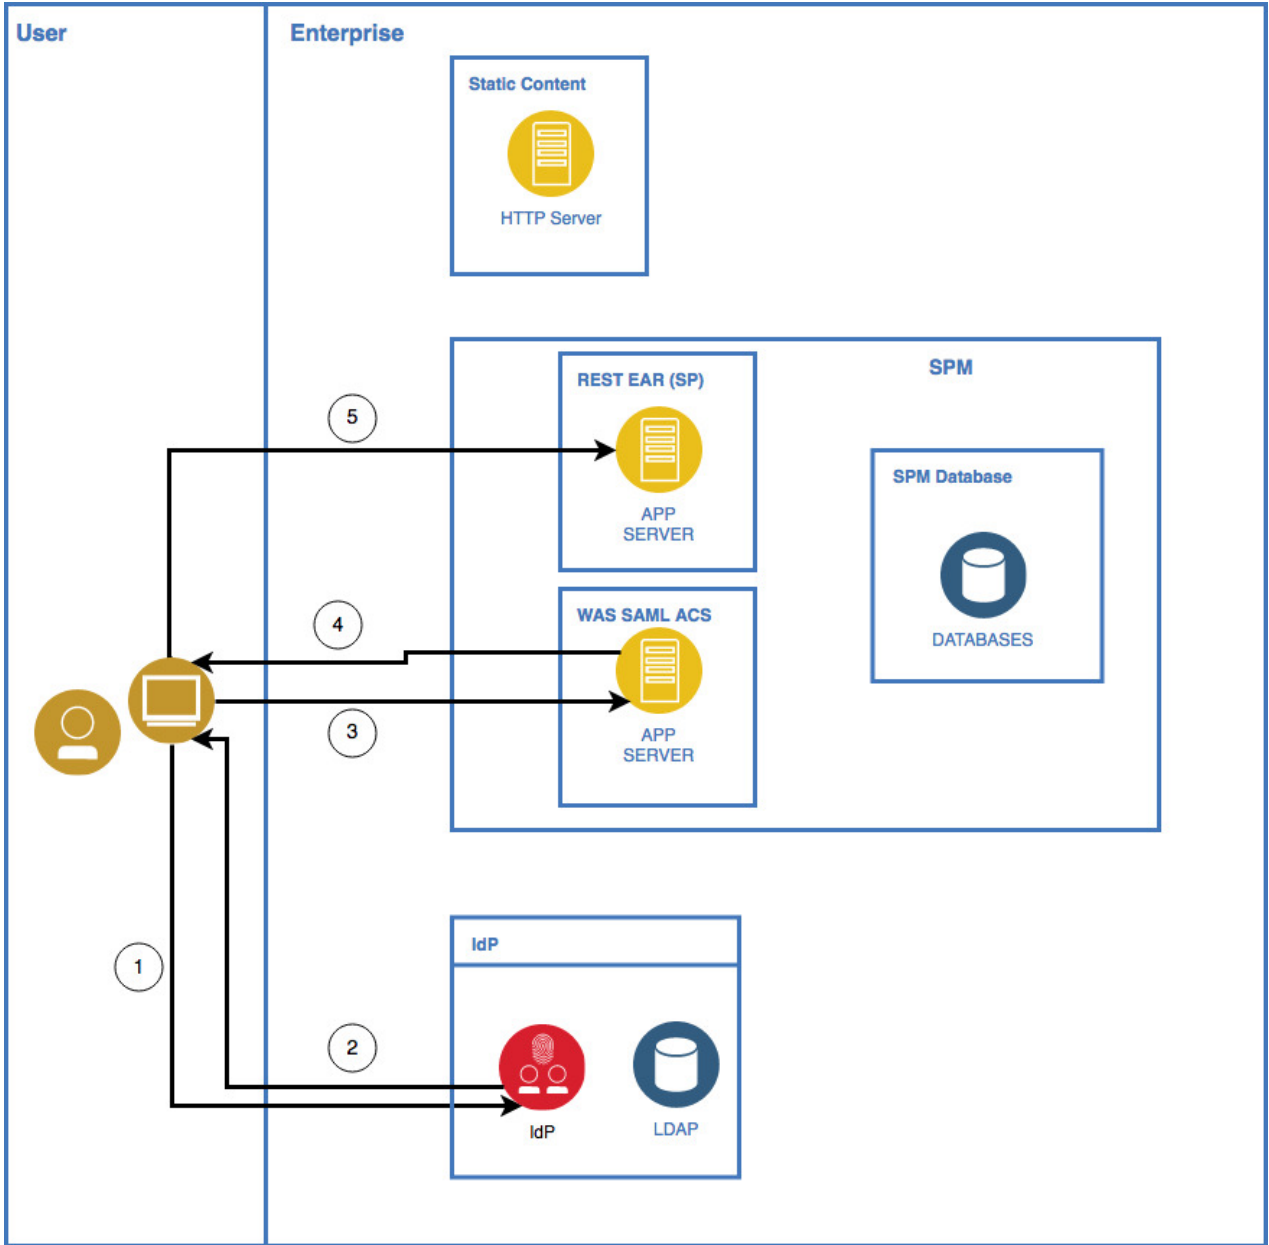 User
Enterprise
Static Content
HTTP Server
SPM
REST EAR (SP)
5
SPM Database
APP
SERVER
WAS SAML ACS
4
DATABASES
3
APP
SERVER
IdP
1
2
IdP
LDAP